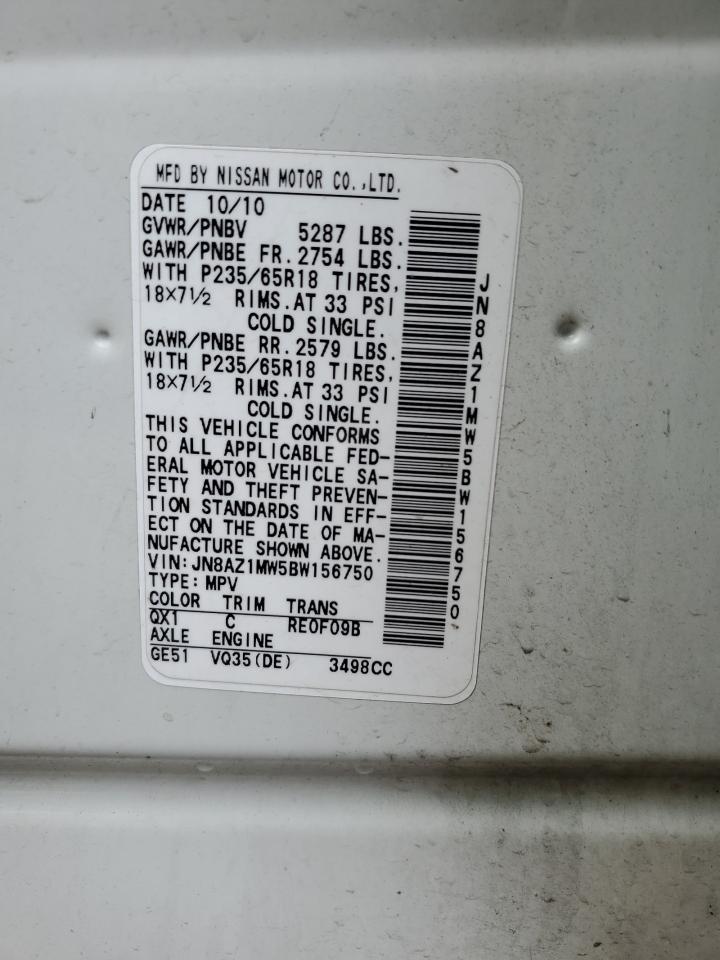 MFD BY NISSAN MOTOR CO.,LTD.
DATE 10/10
GVWR/PNBV 5287 LBS.
GAWR/PNBE FR.2754 LBS.
WITH P235/65R18 TIRES,
18×7½ RIMS.AT 33 PSI
COLD SINGLE.
GAWR/PNBE RR.2579 LBS.
WITH P235/65R18 TIRES,
18×7½ RIMS.AT 33 PSI
COLD SINGLE.
THIS VEHICLE CONFORMS
TO ALL APPLICABLE FED-
ERAL MOTOR VEHICLE SA-
FETY AND THEFT PREVEN-
TION STANDARDS IN EFF-
ECT ON THE DATE OF MA-
NUFACTURE SHOWN ABOVE.
VIN:JN8AZ1MW5BW156750
TYPE:MPV
COLOR TRIM TRANS
QX1 C RE0F09B
AXLE ENGINE
GE51 VQ35(DE) 3498CC
JN8AZ1MW5BW156750